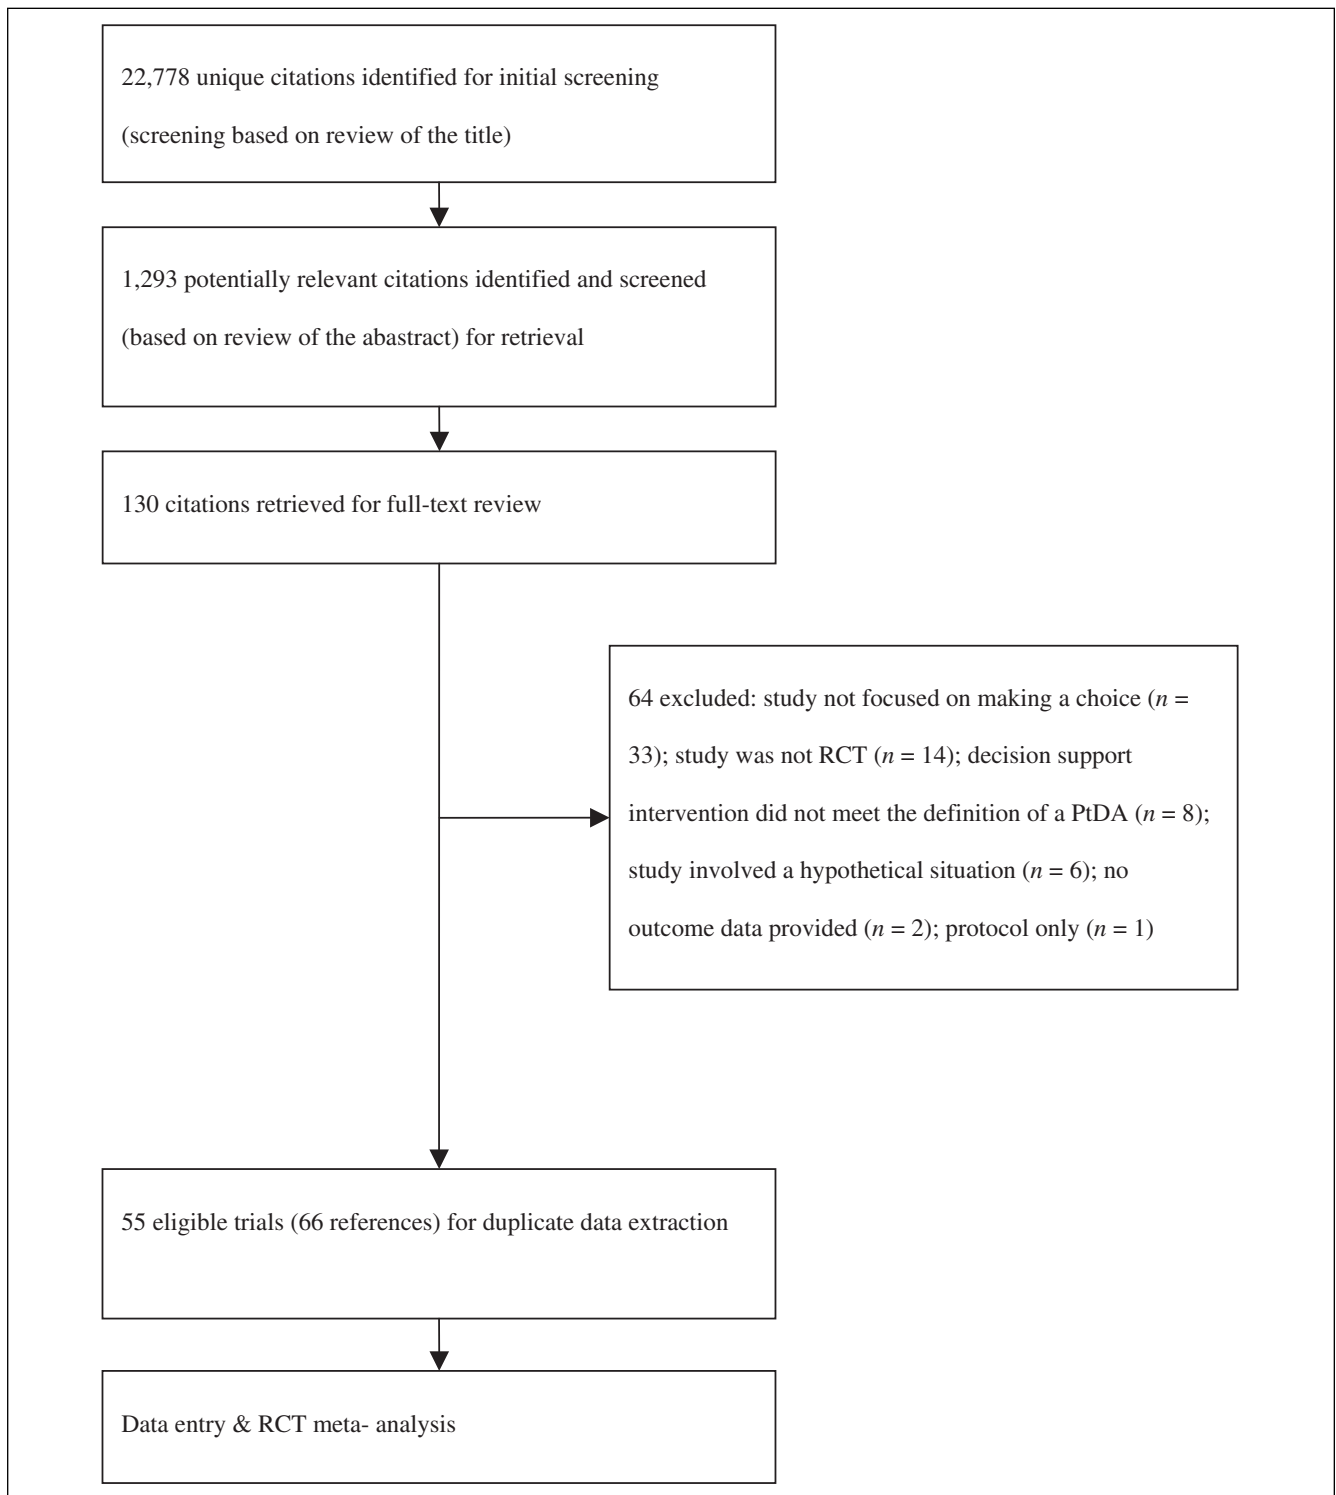 22,778 unique citations identified for initial screening
(screening based on review of the title)
1,293 potentially relevant citations identified and screened
(based on review of the abastract) for retrieval
130 citations retrieved for full-text review
64 excluded: study not focused on making a choice (n =
33); study was not RCT (n = 14); decision support
intervention did not meet the definition of a PtDA (n = 8);
study involved a hypothetical situation (n = 6); no
outcome data provided (n = 2); protocol only (n = 1)
55 eligible trials (66 references) for duplicate data extraction
Data entry & RCT meta- analysis